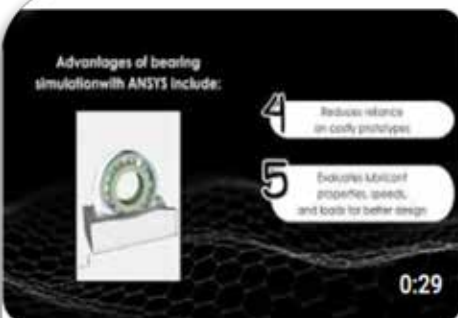 Advantages of bearing
simulationwith ANSYS include:
4
Reduces reliance
on costly prototypes
5
Evaluates lubricant
properties, speeds,
and loads for better design
0:29